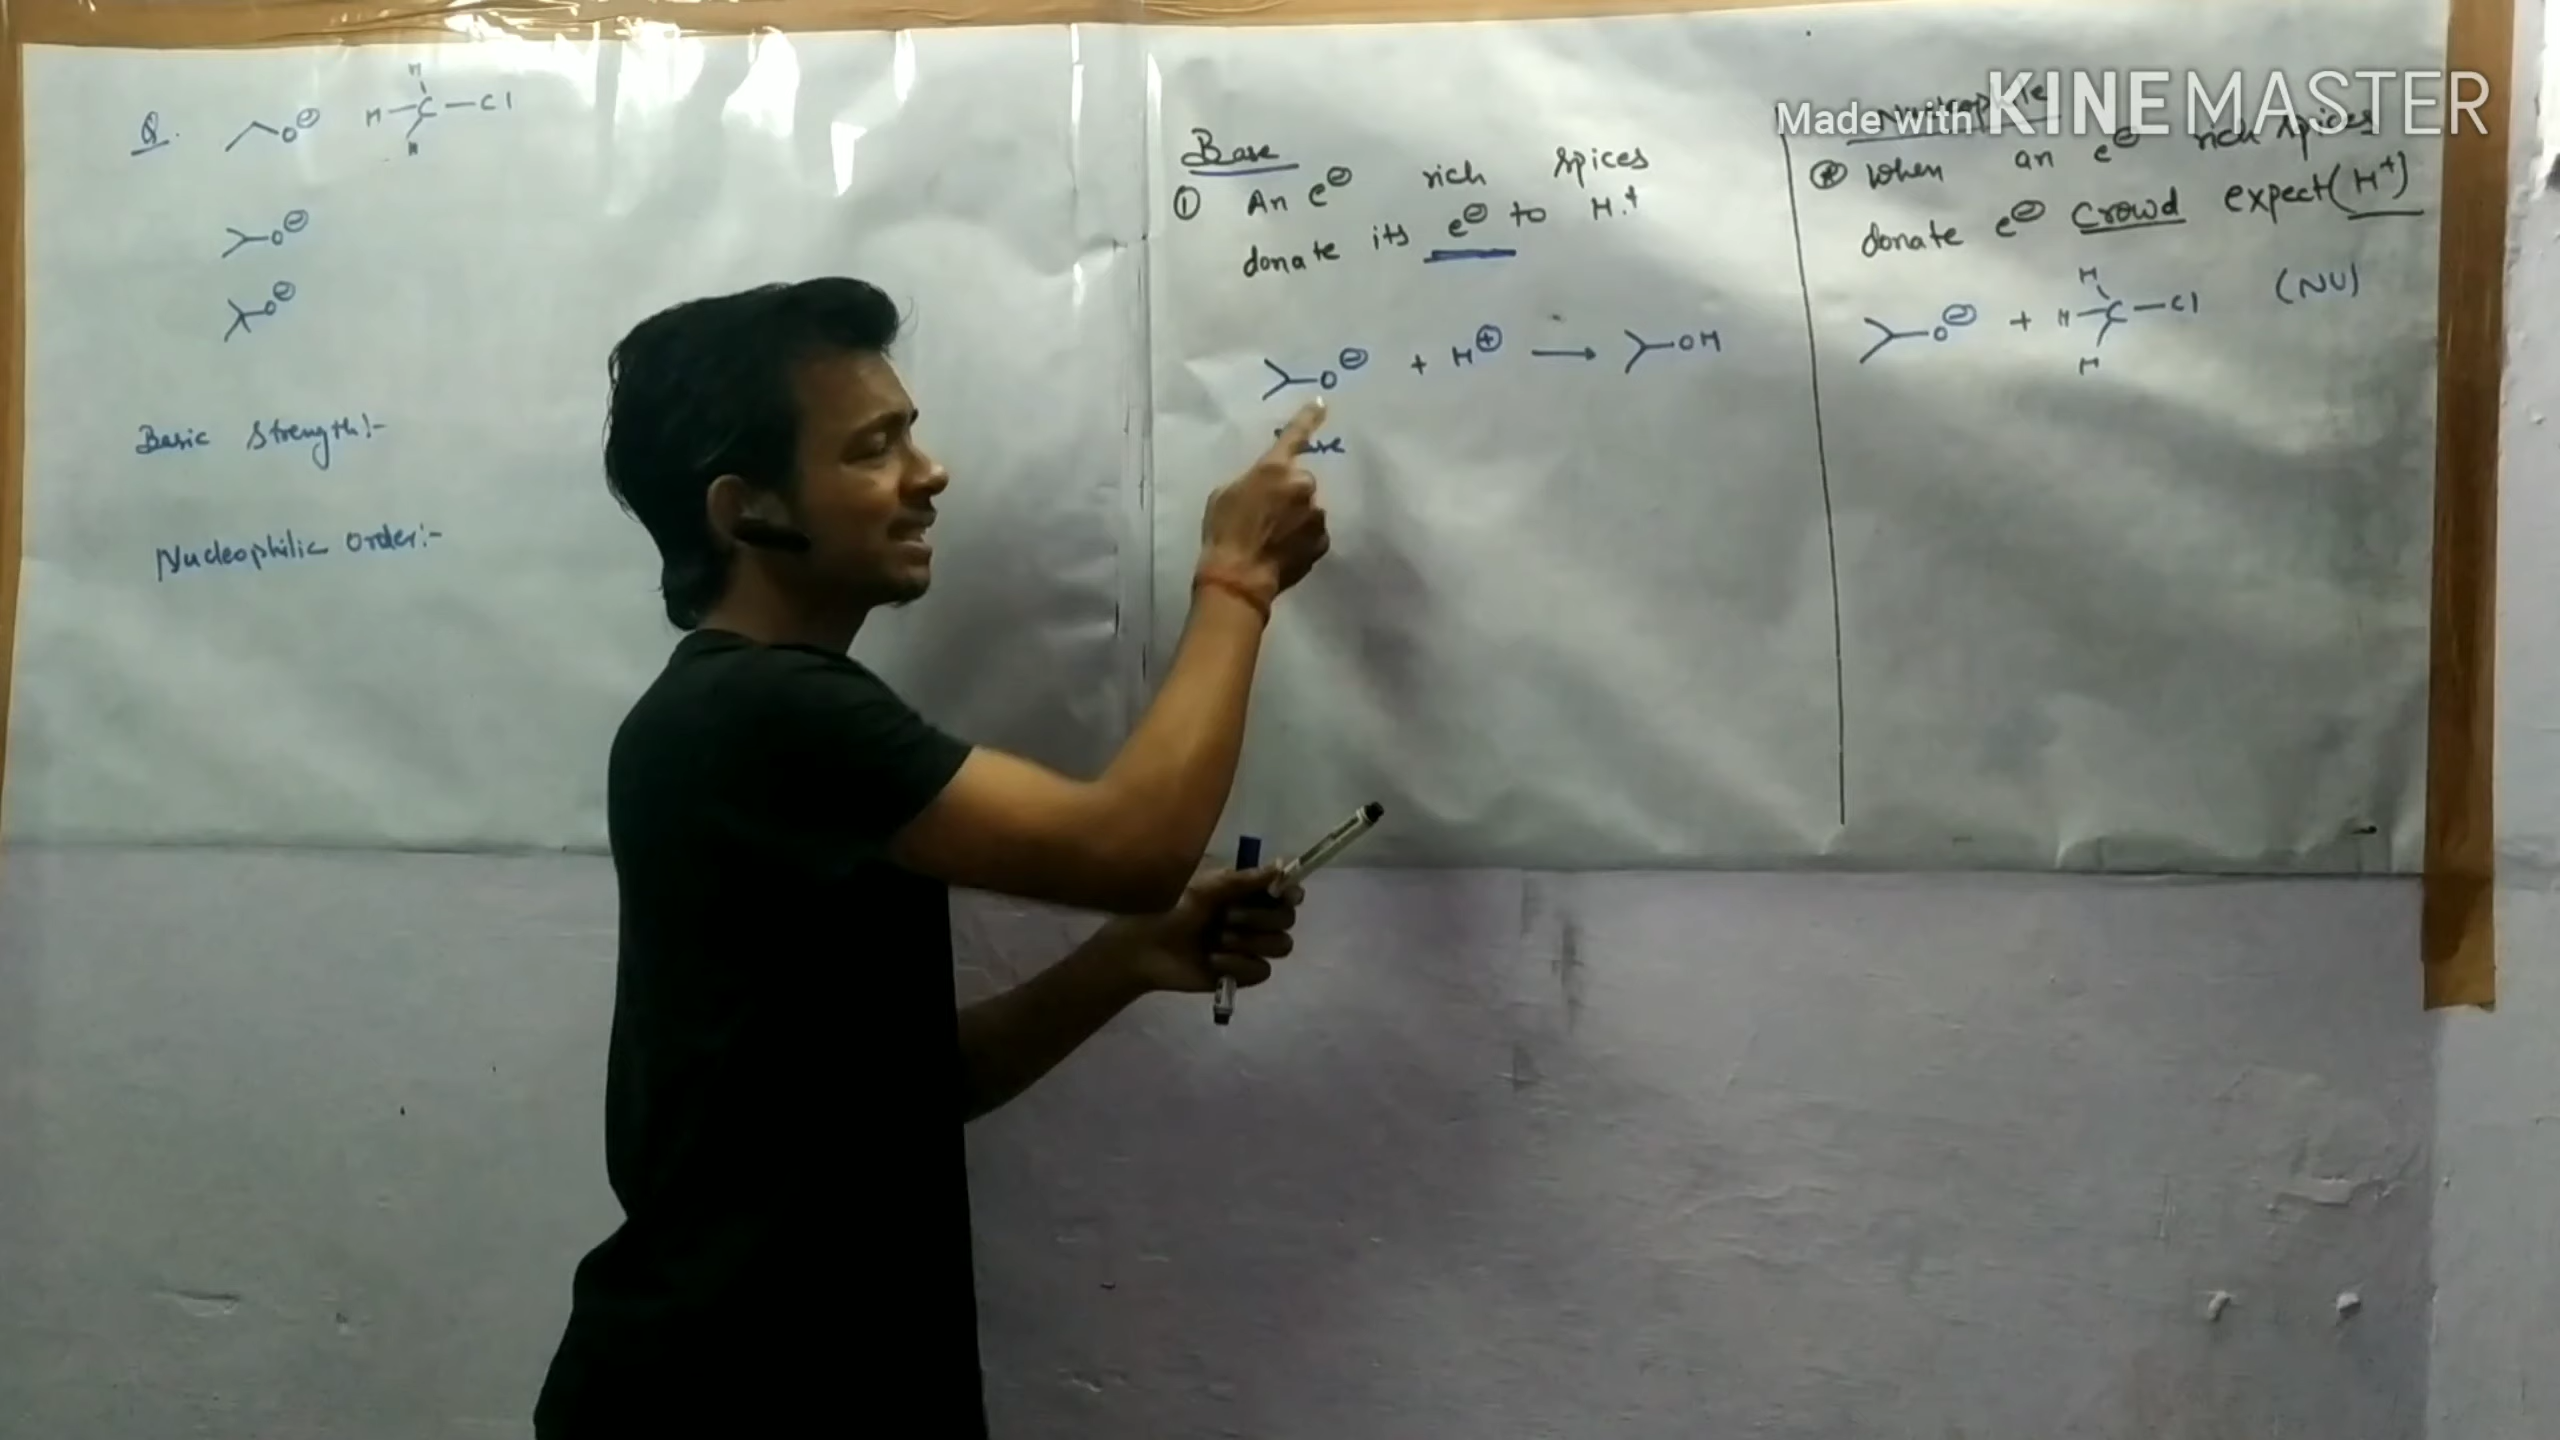 Q.
O⊖
H
H-C-Cl
H
O⊖
O⊖
Basic Strength:-
Nucleophilic order:-
Base
① An e⊖ rich spices
donate its e⊖ to H.+
O⊖ + H⊕ → OH
Made with KINEMASTER
when an e⊖ rich spices
donate e⊖ crowd expect (H+)
O⊖ + H-C-Cl (NU)
H
H